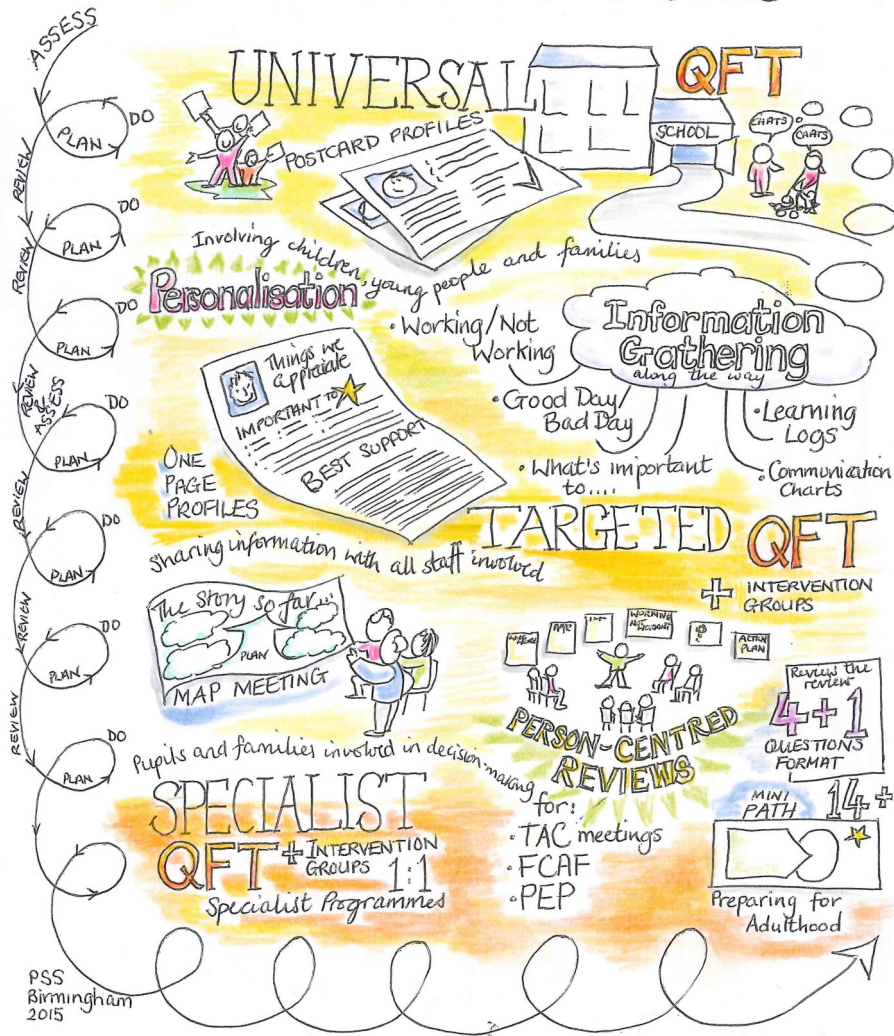 ASSESS
PLAN
DO
REVIEW
PLAN
DO
REVIEW
PLAN
DO
REVIEW
&
ASSESS
PLAN
DO
REVIEW
PLAN
DO
REVIEW
PLAN
DO
REVIEW
PLAN
DO
UNIVERSAL
QFT
POSTCARD PROFILES
SCHOOL
CHATS
CHATS
Involving children, young people and families
Personalisation
Information
Gathering
along the way
• Working/Not
Working
• Good Day
Bad Day
• What's important
to....
• Learning
Logs
• Communication
Charts
Things we
appreciate
IMPORTANT TO
BEST SUPPORT
ONE
PAGE
PROFILES
TARGETED
QFT
+ INTERVENTION
GROUPS
Sharing information with all staff involved
The Story so far...
PLAN
MAP MEETING
WORKING
NOT WORKING
ACTION
PLAN
PERSON-CENTRED
REVIEWS
Review the
review
4+1
QUESTIONS
FORMAT
Pupils and families involved in decision-making
for:
• TAC meetings
• FCAF
• PEP
MINI
PATH
14+
Preparing for
Adulthood
SPECIALIST
QFT + INTERVENTION
GROUPS 1:1
Specialist Programmes
PSS
Birmingham
2015